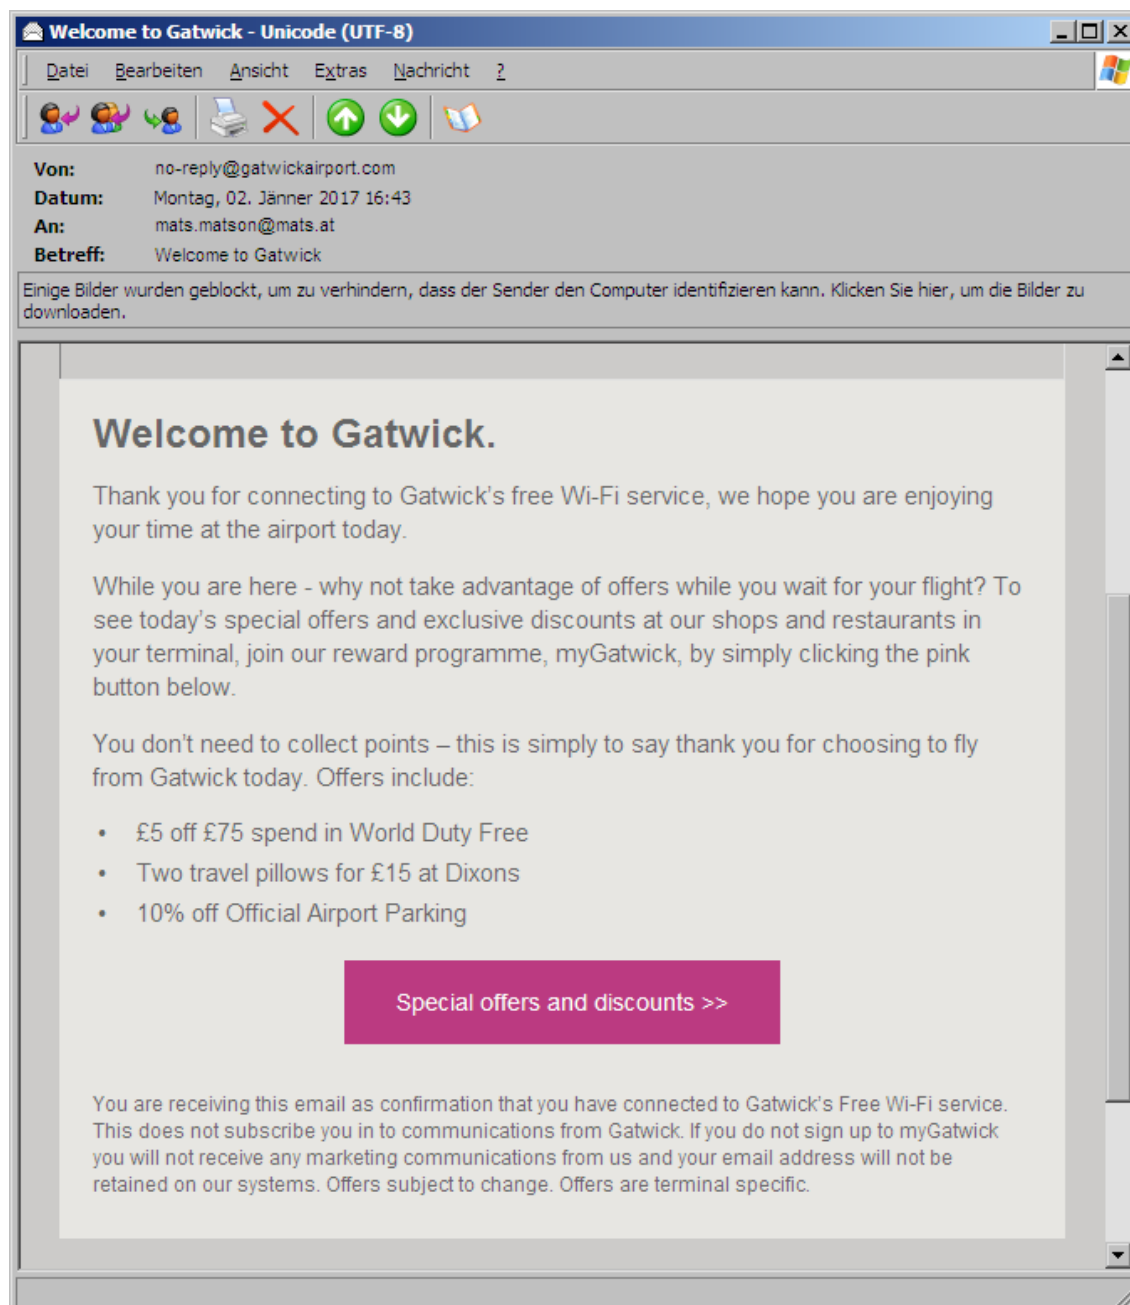 Welcome to Gatwick - Unicode (UTF-8)
Datei Bearbeiten Ansicht Extras Nachricht ?
Von: no-reply@gatwickairport.com
Datum: Montag, 02. Jänner 2017 16:43
An: mats.matson@mats.at
Betreff: Welcome to Gatwick
Einige Bilder wurden geblockt, um zu verhindern, dass der Sender den Computer identifizieren kann. Klicken Sie hier, um die Bilder zu
downloaden.
Welcome to Gatwick.
Thank you for connecting to Gatwick’s free Wi-Fi service, we hope you are enjoying
your time at the airport today.
While you are here - why not take advantage of offers while you wait for your flight? To
see today’s special offers and exclusive discounts at our shops and restaurants in
your terminal, join our reward programme, myGatwick, by simply clicking the pink
button below.
You don’t need to collect points – this is simply to say thank you for choosing to fly
from Gatwick today. Offers include:
• £5 off £75 spend in World Duty Free
• Two travel pillows for £15 at Dixons
• 10% off Official Airport Parking
Special offers and discounts >>
You are receiving this email as confirmation that you have connected to Gatwick’s Free Wi-Fi service.
This does not subscribe you in to communications from Gatwick. If you do not sign up to myGatwick
you will not receive any marketing communications from us and your email address will not be
retained on our systems. Offers subject to change. Offers are terminal specific.